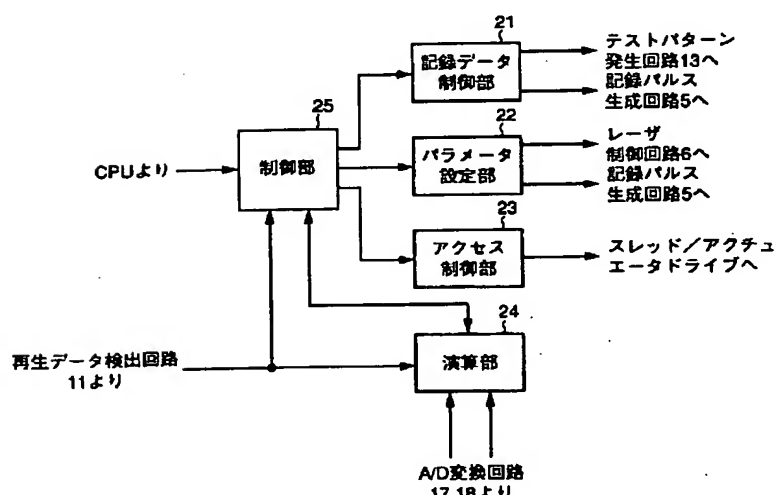 21
記録データ
制御部
テストパターン
発生回路13へ
記録パルス
生成回路5へ
25
制御部
CPUより
22
パラメータ
設定部
レーザ
制御回路6へ
記録パルス
生成回路5へ
23
アクセス
制御部
スレッド／アクチュ
エータドライブへ
24
演算部
再生データ検出回路
11より
A/D変換回路
17,18より